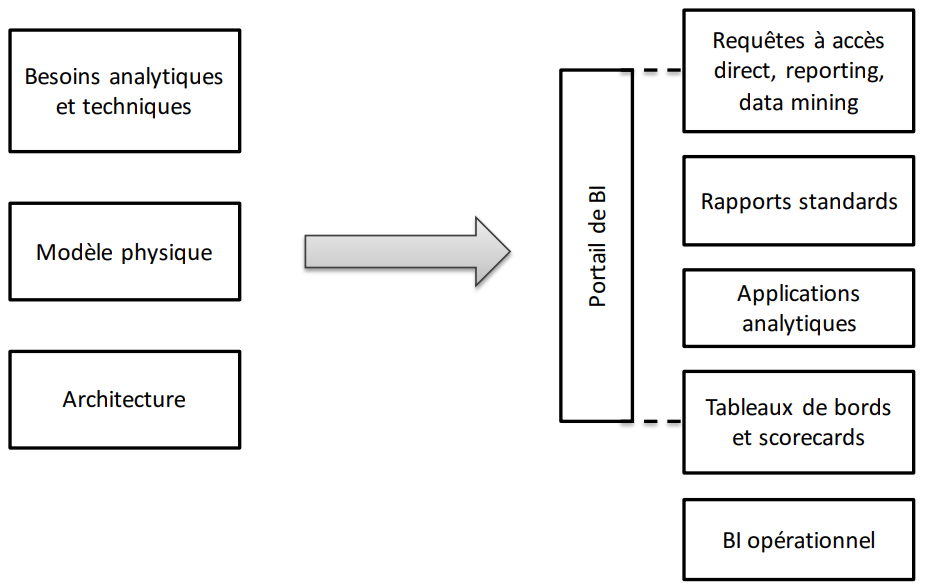 Besoins analytiques
et techniques
Modèle physique
Architecture
Portail de BI
Requêtes à accès
direct, reporting,
data mining
Rapports standards
Applications
analytiques
Tableaux de bords
et scorecards
BI opérationnel